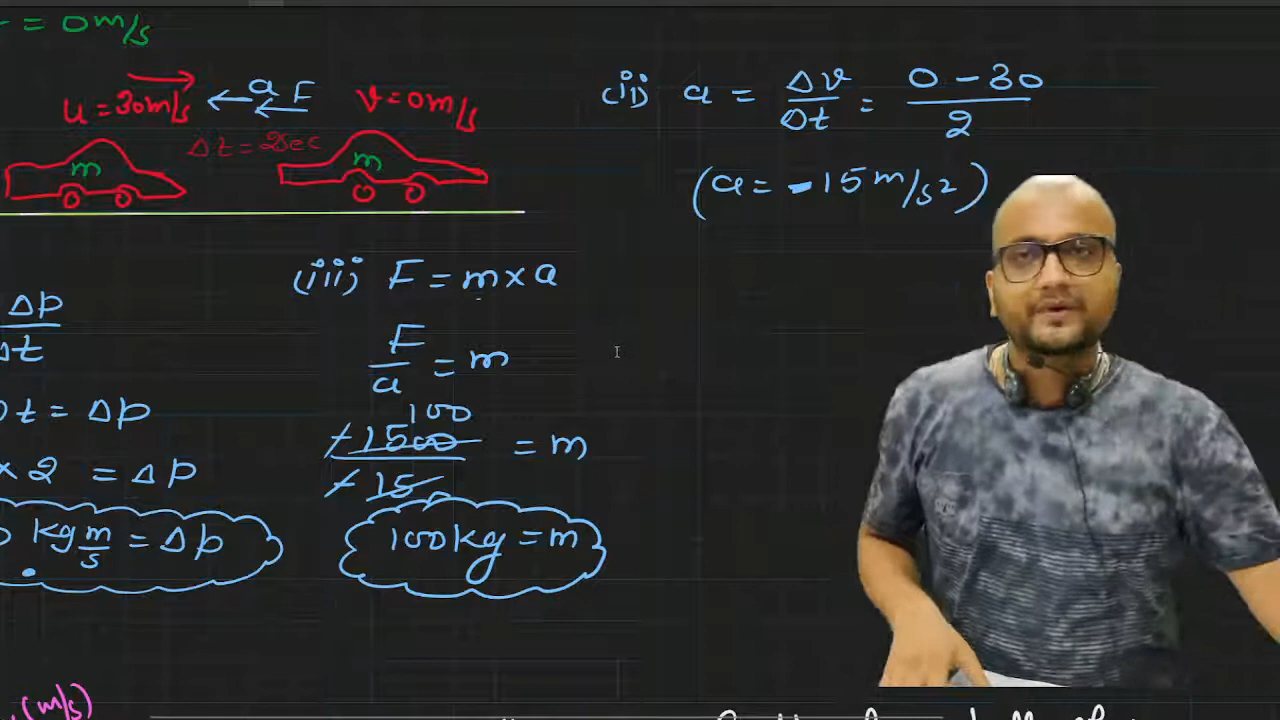 = 0m/s
u = 30m/s
a F
v = 0m/s
Δt = 2sec
m
m
(ii) a = Δv/Δt = (0 - 30)/2
(a = -15 m/s²)
Δp/Δt
(iii) F = m × a
F/a = m
Δt = Δp
100
-1500/-15 = m
× 2 = Δp
kg m/s = Δp
100kg = m
(m/s)